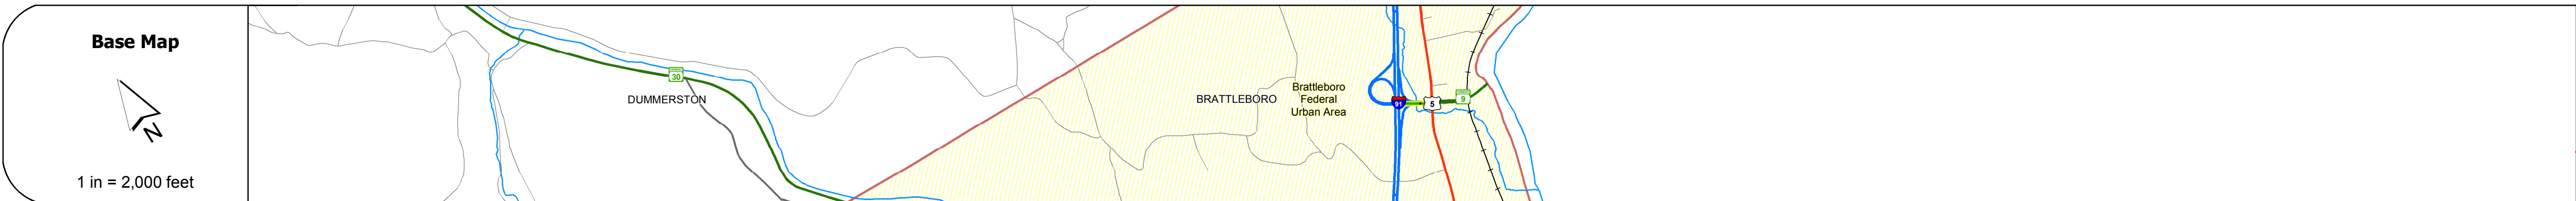 Base Map
N
1 in = 2,000 feet
30
DUMMERSTON
BRATTLEBORO
Brattleboro
Federal
Urban Area
91
5
9